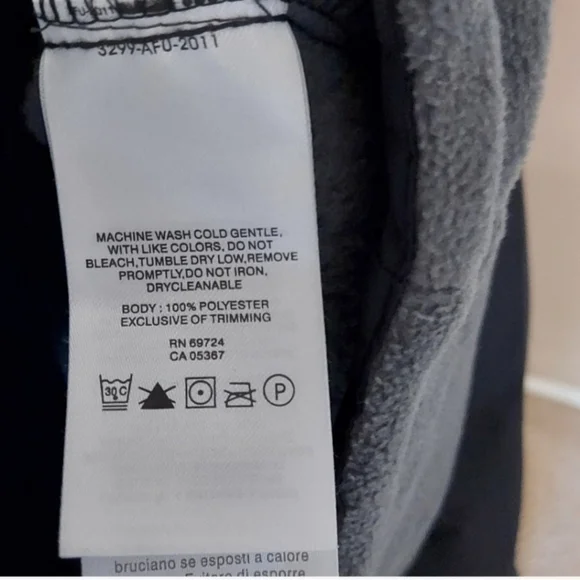 3299-AFU-2011
MACHINE WASH COLD GENTLE,
WITH LIKE COLORS, DO NOT
BLEACH,TUMBLE DRY LOW,REMOVE
PROMPTLY,DO NOT IRON,
DRYCLEANABLE
BODY : 100% POLYESTER
EXCLUSIVE OF TRIMMING
RN 69724
CA 05367
30 C P
bruciano se esposti a calore